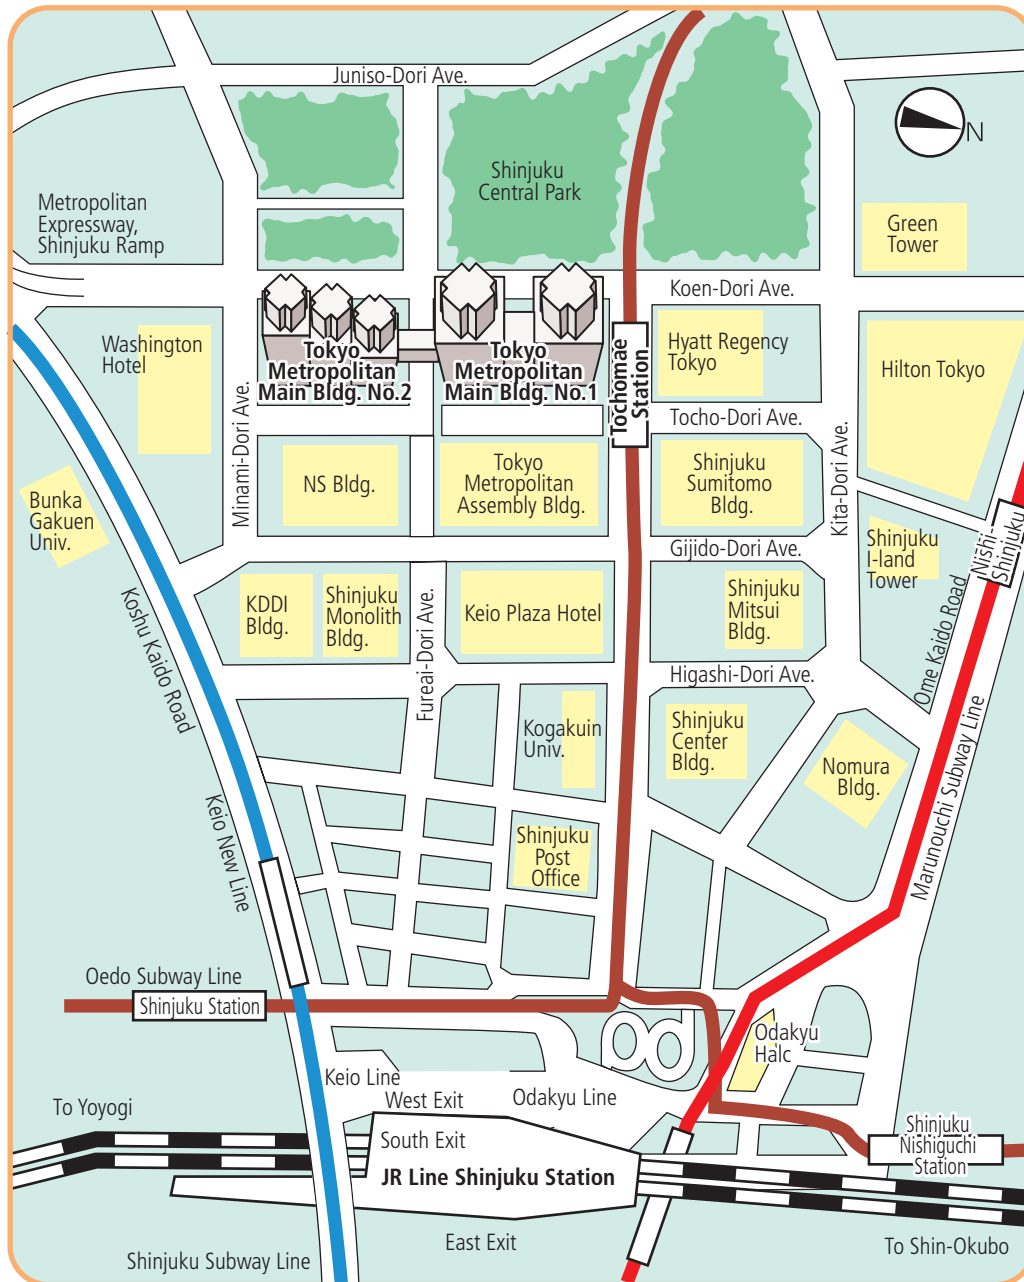 Juniso-Dori Ave.
N
Shinjuku
Central Park
Metropolitan
Expressway,
Shinjuku Ramp
Green
Tower
Koen-Dori Ave.
Washington
Hotel
Tokyo
Metropolitan
Main Bldg. No.2
Tokyo
Metropolitan
Main Bldg. No.1
Tochomae
Station
Hyatt Regency
Tokyo
Hilton Tokyo
Minami-Dori Ave.
Tocho-Dori Ave.
Kita-Dori Ave.
Bunka
Gakuen
Univ.
NS Bldg.
Tokyo
Metropolitan
Assembly Bldg.
Shinjuku
Sumitomo
Bldg.
Nishi-
Shinjuku
Shinjuku
I-land
Tower
Gijido-Dori Ave.
KDDI
Bldg.
Shinjuku
Monolith
Bldg.
Keio Plaza Hotel
Shinjuku
Mitsui
Bldg.
Koshu Kaido Road
Fureai-Dori Ave.
Ome Kaido Road
Higashi-Dori Ave.
Kogakuin
Univ.
Shinjuku
Center
Bldg.
Nomura
Bldg.
Marunouchi Subway Line
Keio New Line
Shinjuku
Post
Office
Oedo Subway Line
Shinjuku Station
Odakyu
Halc
Keio Line
West Exit
Odakyu Line
To Yoyogi
South Exit
JR Line Shinjuku Station
Shinjuku
Nishiguchi
Station
East Exit
To Shin-Okubo
Shinjuku Subway Line